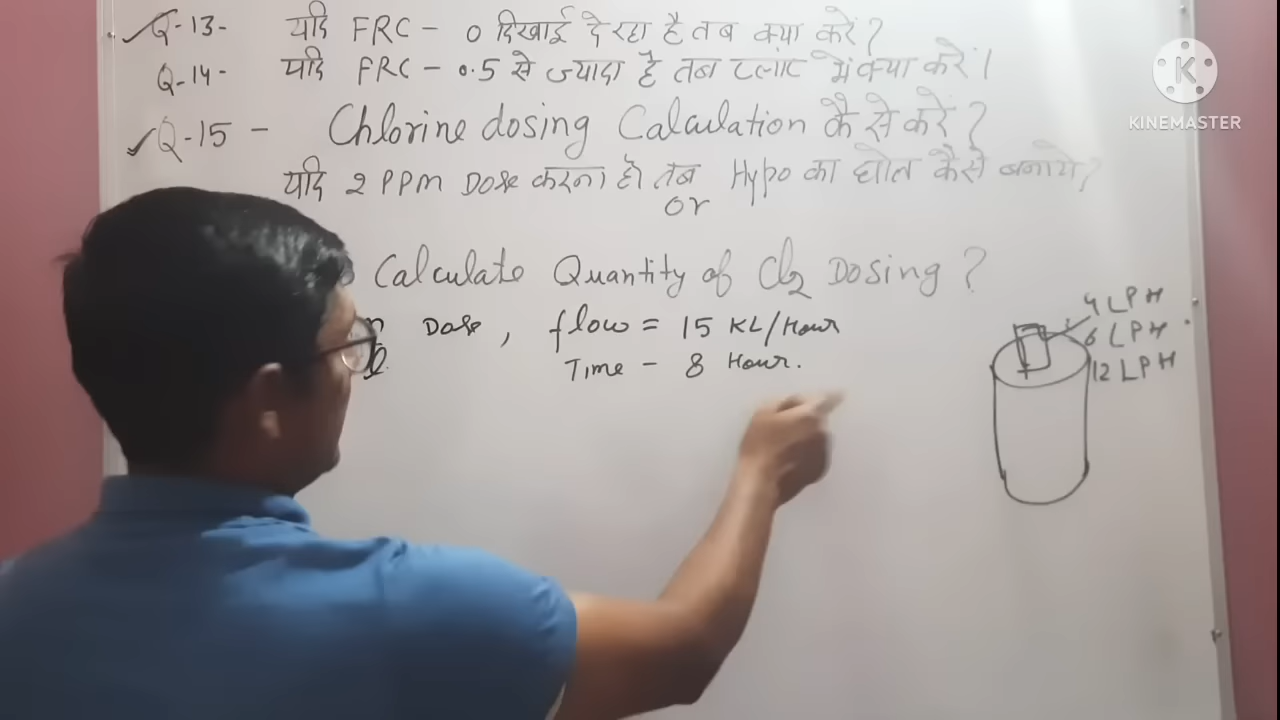 Q-13- यदि FRC - 0 दिखाई दे रहा है तब क्या करें?
Q-14- यदि FRC - 0.5 से ज्यादा है तब प्लांट में क्या करें।
Q-15 - Chlorine dosing Calculation कैसे करें?
यदि 2 PPM Dose करना हो तब Hypo का घोल कैसे बनाये?
or
Calculate Quantity of Cl2 Dosing?
Dose, flow = 15 KL/Hour
Time - 8 Hour.
4 LPH
6 LPH
12 LPH
K
KINEMASTER